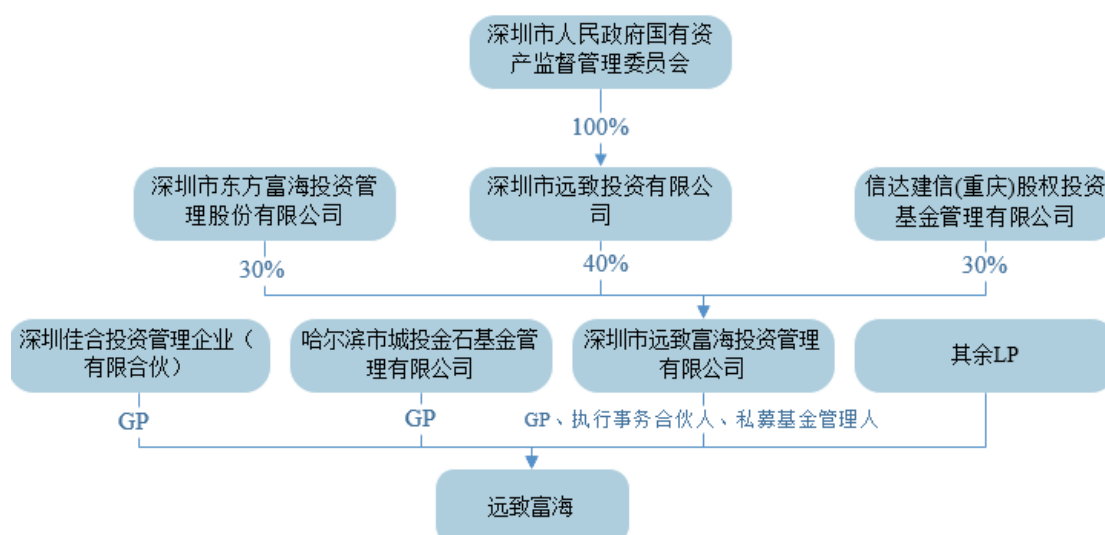 深圳市人民政府国有资
产监督管理委员会
100%
深圳市东方富海投资管
理股份有限公司
深圳市远致投资有限公
司
信达建信(重庆)股权投资
基金管理有限公司
30%
40%
30%
深圳佳合投资管理企业（
有限合伙）
哈尔滨市城投金石基金管
理有限公司
深圳市远致富海投资管理
有限公司
其余LP
GP
GP
GP、执行事务合伙人、私募基金管理人
远致富海